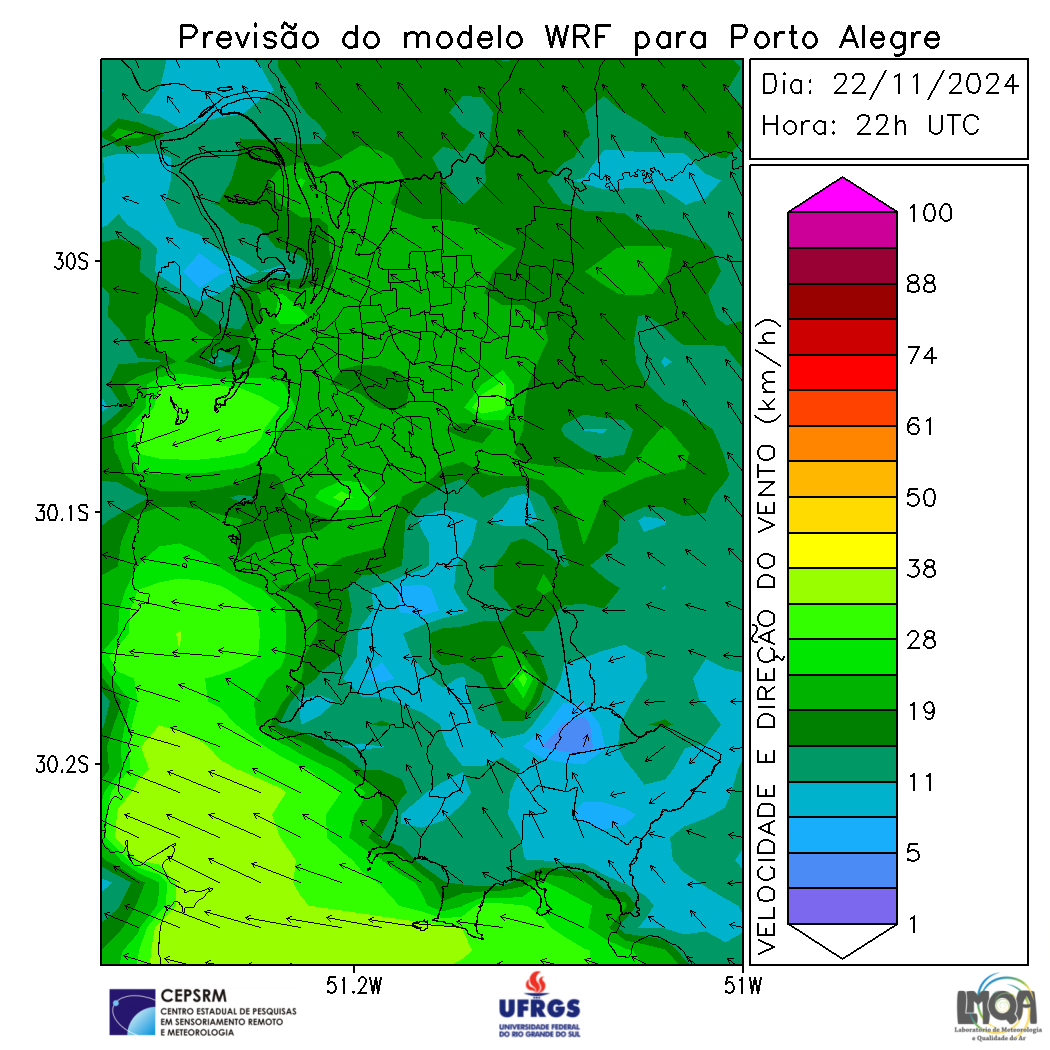 Previsão do modelo WRF para Porto Alegre
Dia: 22/11/2024
Hora: 22h UTC
30S
30.1S
30.2S
51.2W
51W
VELOCIDADE E DIREÇÃO DO VENTO (km/h)
100
88
74
61
50
38
28
19
11
5
1
CEPSRM
CENTRO ESTADUAL DE PESQUISAS
EM SENSORIAMENTO REMOTO
E METEOROLOGIA
UFRGS
UNIVERSIDADE FEDERAL
DO RIO GRANDE DO SUL
LMQA
Laboratório de Meteorologia
e Qualidade do Ar